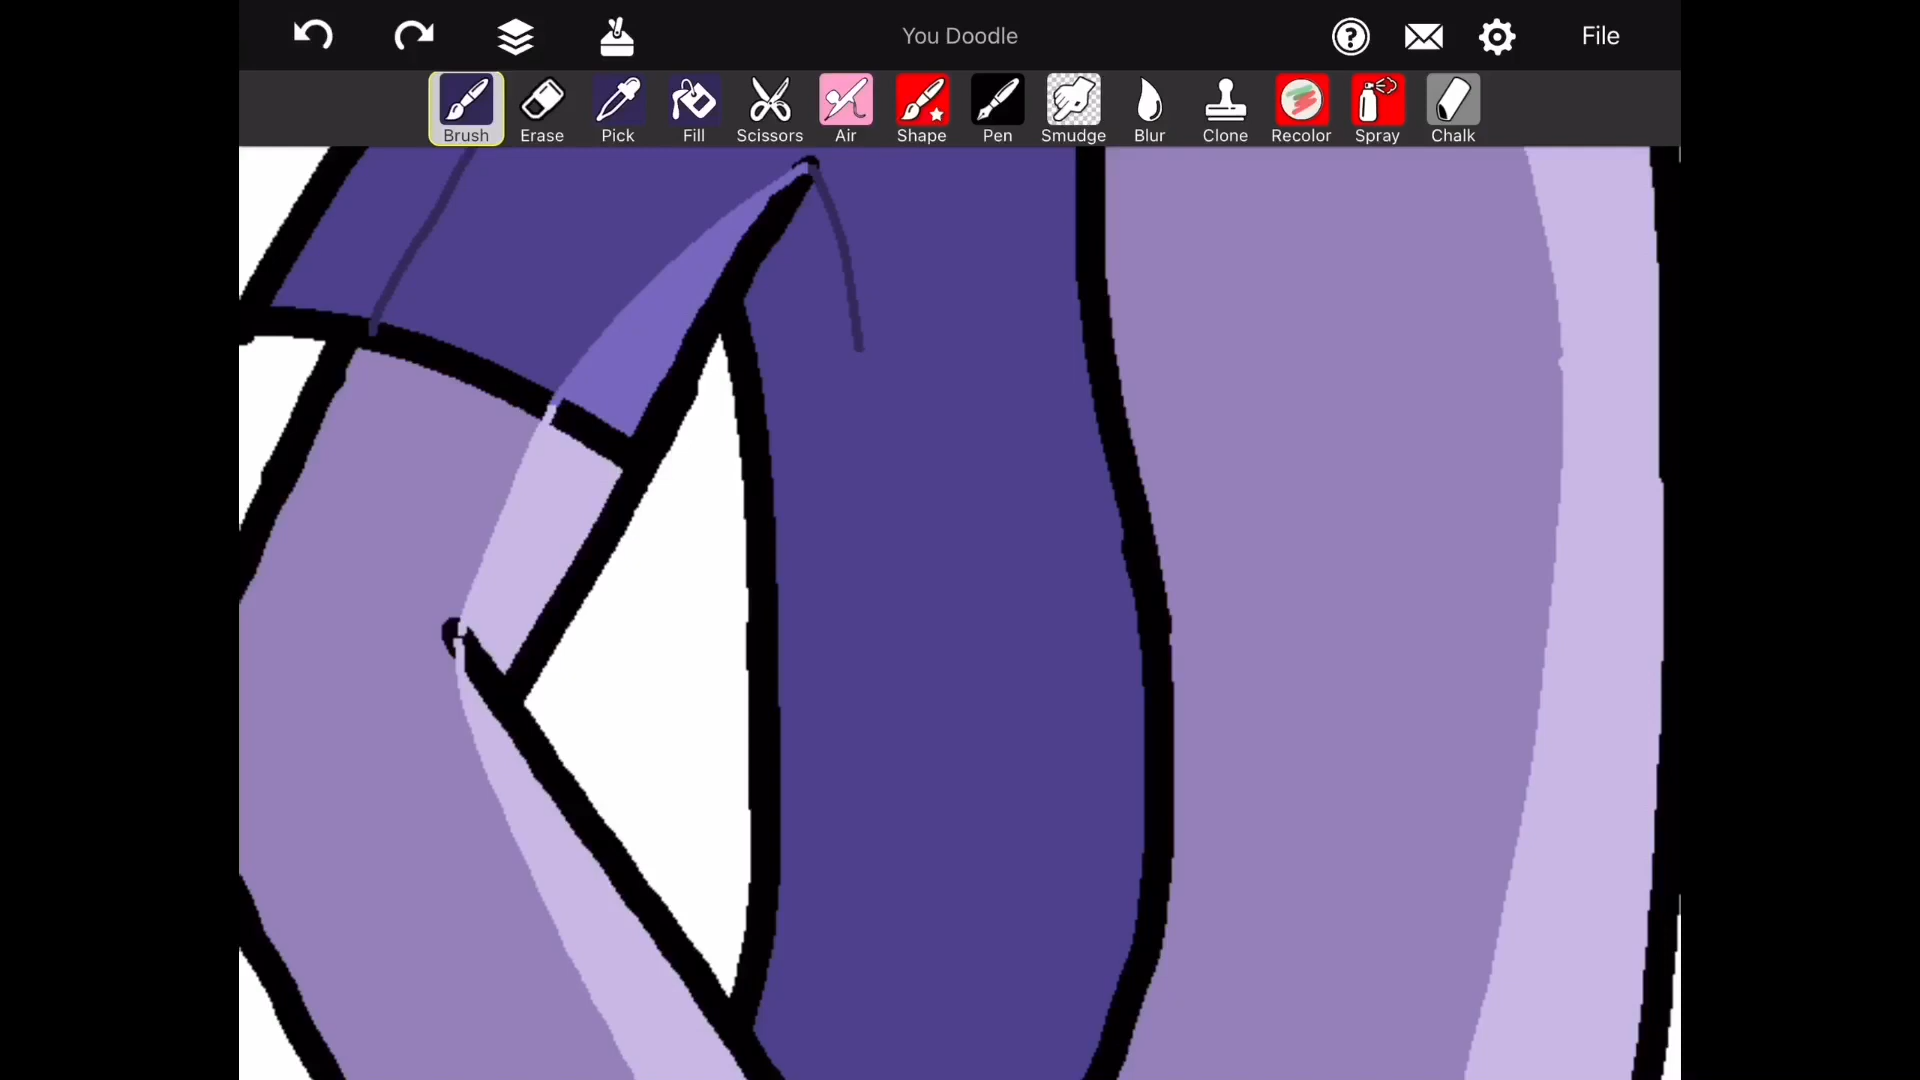 You Doodle
File
Brush
Erase
Pick
Fill
Scissors
Air
Shape
Pen
Smudge
Blur
Clone
Recolor
Spray
Chalk